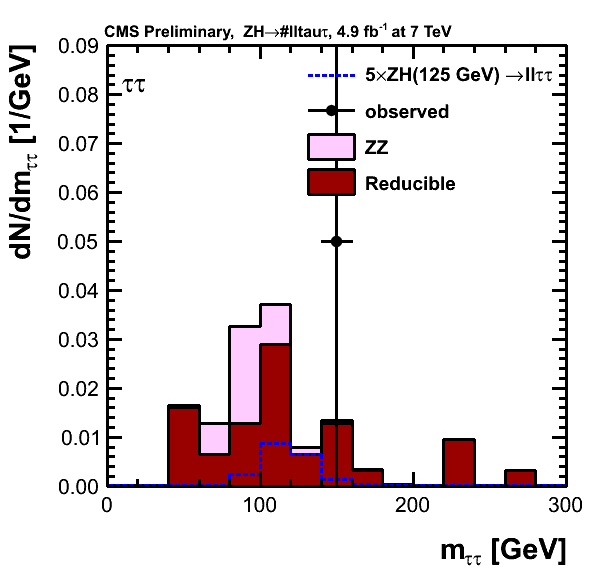 CMS Preliminary, ZH→#lltauτ, 4.9 fb⁻¹ at 7 TeV
ττ
5×ZH(125 GeV) →llττ
observed
ZZ
Reducible
dN/dm_ττ [1/GeV]
0.09
0.08
0.07
0.06
0.05
0.04
0.03
0.02
0.01
0.00
0 100 200 300
m_ττ [GeV]